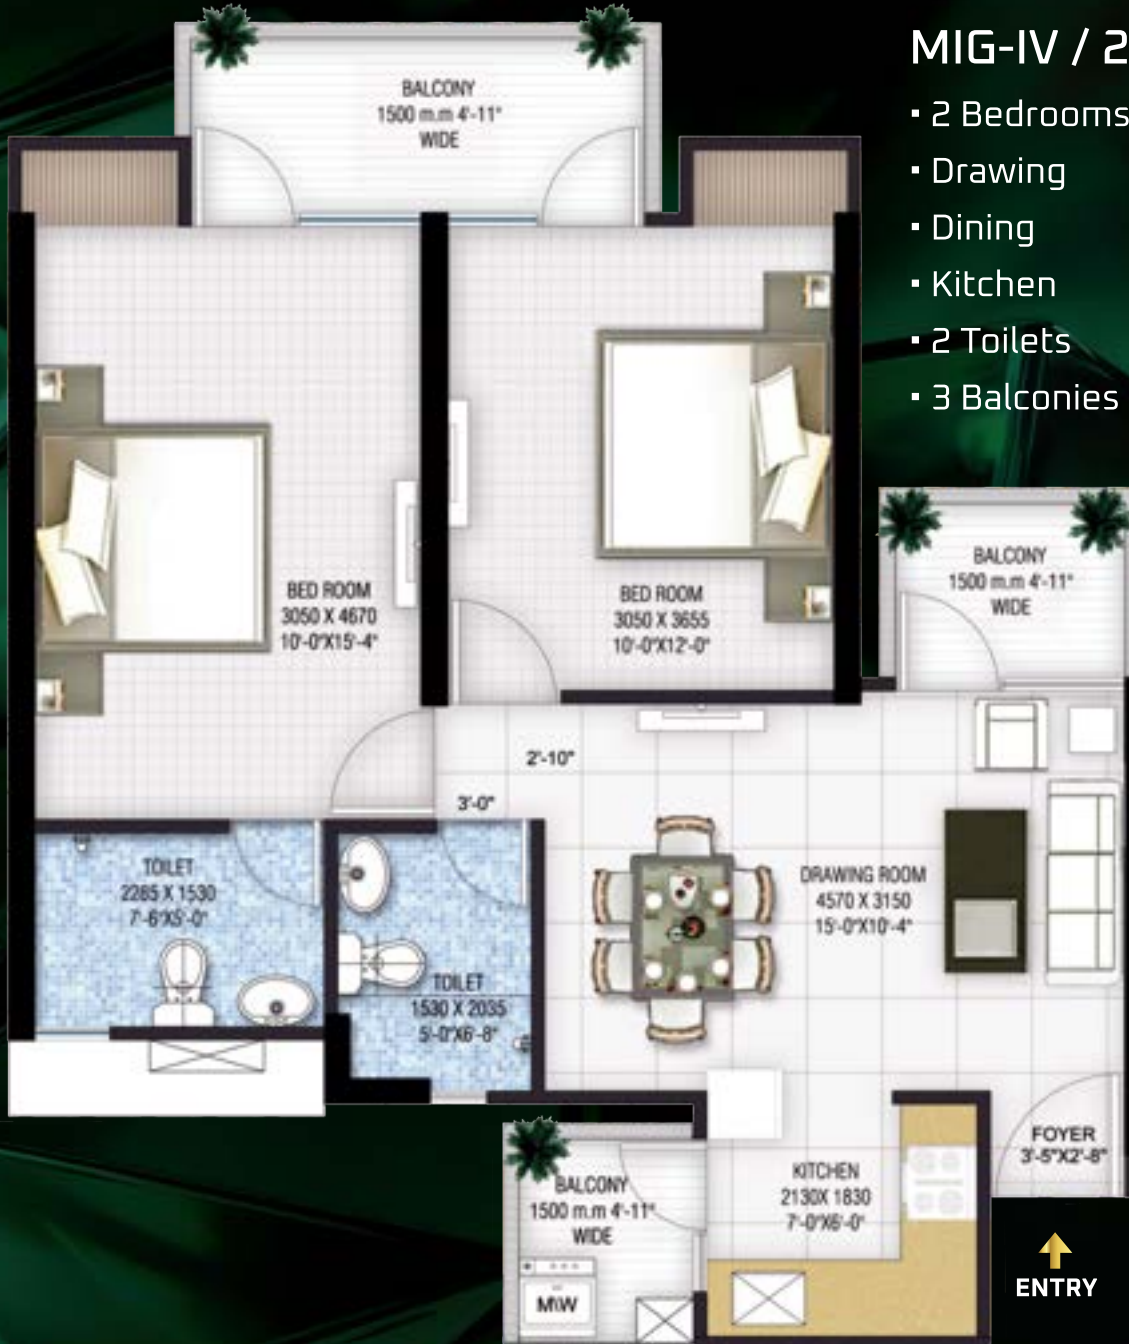 MIG-IV / 2
▪ 2 Bedrooms
▪ Drawing
▪ Dining
▪ Kitchen
▪ 2 Toilets
▪ 3 Balconies
BALCONY
1500 m.m 4'-11"
WIDE
BED ROOM
3050 X 4670
10'-0"X15'-4"
BED ROOM
3050 X 3655
10'-0"X12'-0"
BALCONY
1500 m.m 4'-11"
WIDE
2'-10"
3'-0"
TOILET
2285 X 1530
7'-6"X5'-0"
TOILET
1530 X 2035
5'-0"X6'-8"
DRAWING ROOM
4570 X 3150
15'-0"X10'-4"
FOYER
3'-5"X2'-8"
KITCHEN
2130X 1830
7'-0"X6'-0"
BALCONY
1500 m.m 4'-11"
WIDE
M\W
ENTRY